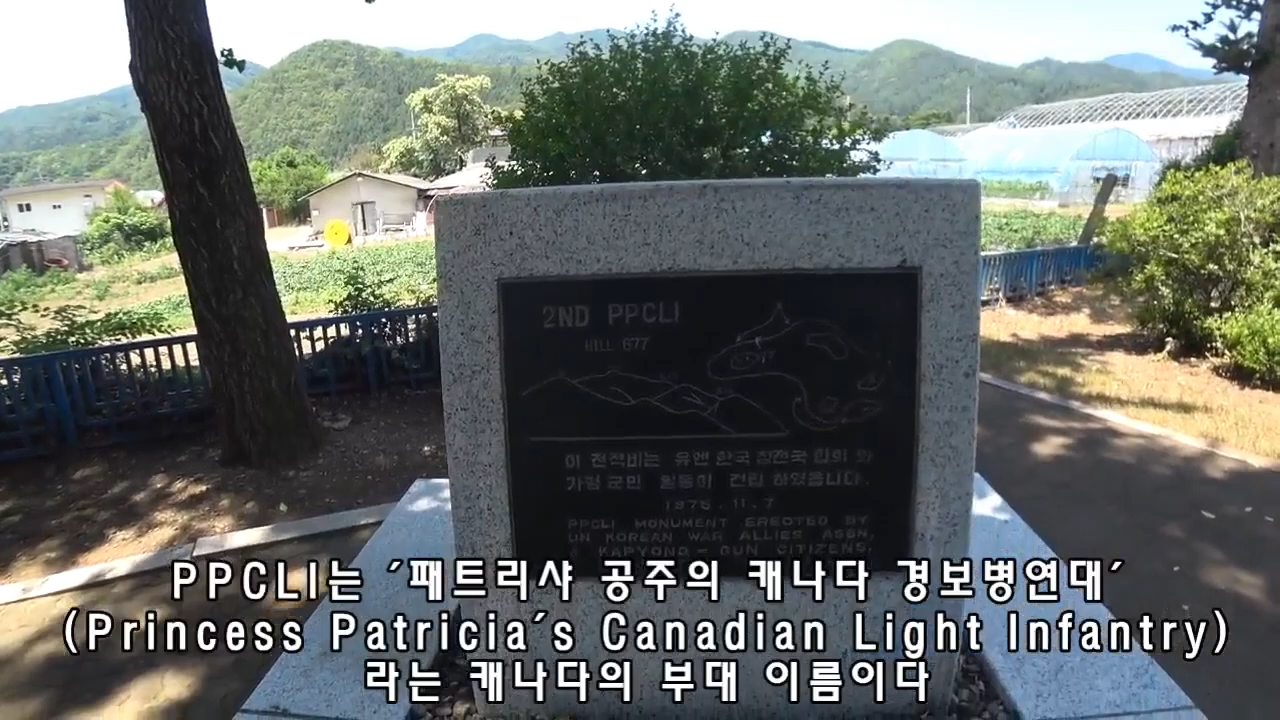 2ND PPCLI
HILL 677
이 전적비는 유엔 한국 참전국 협회 와
가평 군민 일동이 건립 하였읍니다.
1975. 11. 7
PPCLI MONUMENT ERECTED BY
UN KOREAN WAR ALLIES ASSN,
& KAPYONG - GUN CITIZENS.
PPCLI는 ´패트리샤 공주의 캐나다 경보병연대´
(Princess Patricia´s Canadian Light Infantry)
라는 캐나다의 부대 이름이다